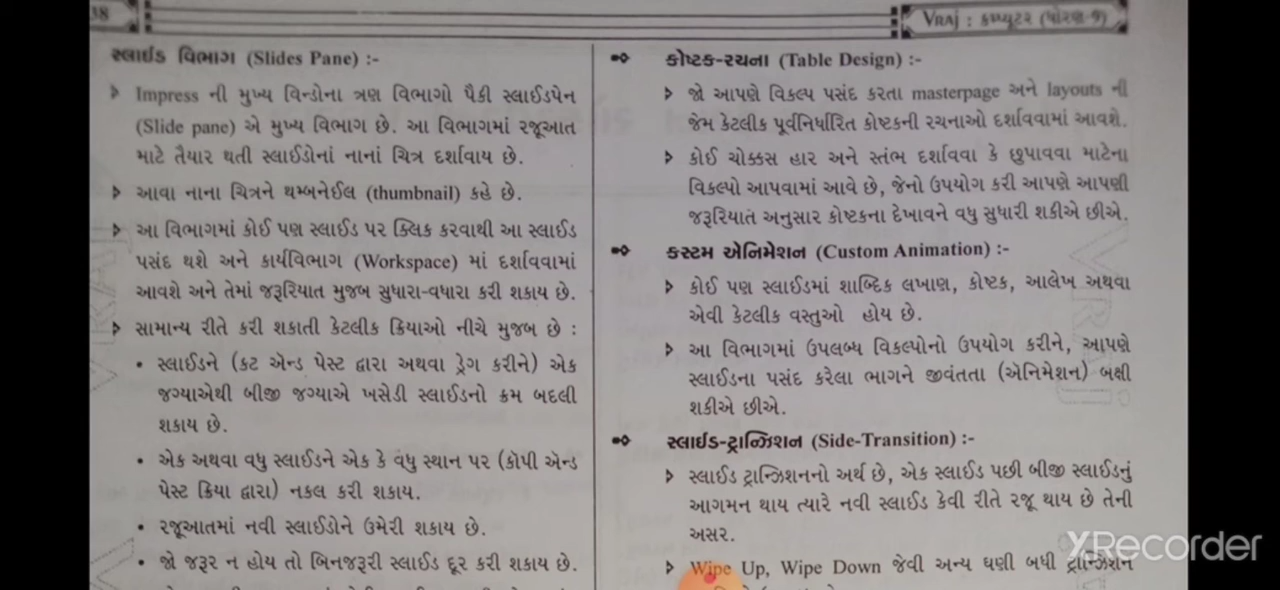 38
VRAJ : કમ્પ્યૂટર (ધોરણ-૧)
સ્લાઈડ વિભાગ (Slides Pane) :-
Impress ની મુખ્ય વિન્ડોના ત્રણ વિભાગો પૈકી સ્લાઈડપેન
(Slide pane) એ મુખ્ય વિભાગ છે. આ વિભાગમાં રજૂઆત
માટે તૈયાર થતી સ્લાઈડોનાં નાનાં ચિત્ર દર્શાવાય છે.
આવા નાના ચિત્રને થમ્બનેઈલ (thumbnail) કહે છે.
આ વિભાગમાં કોઈ પણ સ્લાઈડ પર ક્લિક કરવાથી આ સ્લાઈડ
પસંદ થશે અને કાર્યવિભાગ (Workspace) માં દર્શાવવામાં
આવશે અને તેમાં જરૂરિયાત મુજબ સુધારા-વધારા કરી શકાય છે.
સામાન્ય રીતે કરી શકાતી કેટલીક ક્રિયાઓ નીચે મુજબ છે :
• સ્લાઈડને (કટ ઍન્ડ પેસ્ટ દ્વારા અથવા ડ્રેગ કરીને) એક
જગ્યાએથી બીજી જગ્યાએ ખસેડી સ્લાઈડનો ક્રમ બદલી
શકાય છે.
• એક અથવા વધુ સ્લાઈડને એક કે વધુ સ્થાન પર (કૉપી ઍન્ડ
પેસ્ટ ક્રિયા દ્વારા) નકલ કરી શકાય.
• રજૂઆતમાં નવી સ્લાઈડોને ઉમેરી શકાય છે.
• જો જરૂર ન હોય તો બિનજરૂરી સ્લાઈડ દૂર કરી શકાય છે.
કોષ્ટક-રચના (Table Design) :-
જો આપણે વિકલ્પ પસંદ કરતા masterpage અને layouts ની
જેમ કેટલીક પૂર્વનિર્ધારિત કોષ્ટકની રચનાઓ દર્શાવવામાં આવશે.
કોઈ ચોક્કસ હાર અને સ્તંભ દર્શાવવા કે છુપાવવા માટેના
વિકલ્પો આપવામાં આવે છે, જેનો ઉપયોગ કરી આપણે આપણી
જરૂરિયાત અનુસાર કોષ્ટકના દેખાવને વધુ સુધારી શકીએ છીએ.
કસ્ટમ એનિમેશન (Custom Animation) :-
કોઈ પણ સ્લાઈડમાં શાબ્દિક લખાણ, કોષ્ટક, આલેખ અથવા
એવી કેટલીક વસ્તુઓ હોય છે.
આ વિભાગમાં ઉપલબ્ધ વિકલ્પોનો ઉપયોગ કરીને, આપણે
સ્લાઈડના પસંદ કરેલા ભાગને જીવંતતા (એનિમેશન) બક્ષી
શકીએ છીએ.
સ્લાઈડ-ટ્રાન્ઝિશન (Side-Transition) :-
સ્લાઈડ ટ્રાન્ઝિશનનો અર્થ છે, એક સ્લાઈડ પછી બીજી સ્લાઈડનું
આગમન થાય ત્યારે નવી સ્લાઈડ કેવી રીતે રજૂ થાય છે તેની
અસર.
Wipe Up, Wipe Down જેવી અન્ય ઘણી બધી ટ્રાન્ઝિશન
XRecorder